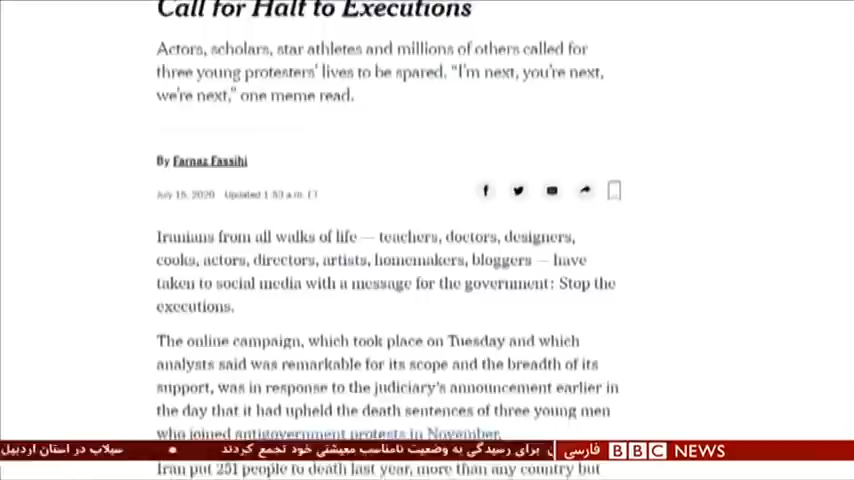 Call for Halt to Executions
Actors, scholars, star athletes and millions of others called for
three young protesters' lives to be spared. “I'm next, you're next,
we're next,” one meme read.
By Farnaz Fassihi
July 15, 2020 Updated 1:53 a.m. ET
Iranians from all walks of life — teachers, doctors, designers,
cooks, actors, directors, artists, homemakers, bloggers — have
taken to social media with a message for the government: Stop the
executions.
The online campaign, which took place on Tuesday and which
analysts said was remarkable for its scope and the breadth of its
support, was in response to the judiciary's announcement earlier in
the day that it had upheld the death sentences of three young men
who joined antigovernment protests in November.
برای رسیدگی به وضعیت نامناسب معیشتی خود تجمع کردند • سیلاب در استان اردبیل
BBC NEWS فارسی
Iran put 251 people to death last year, more than any country but